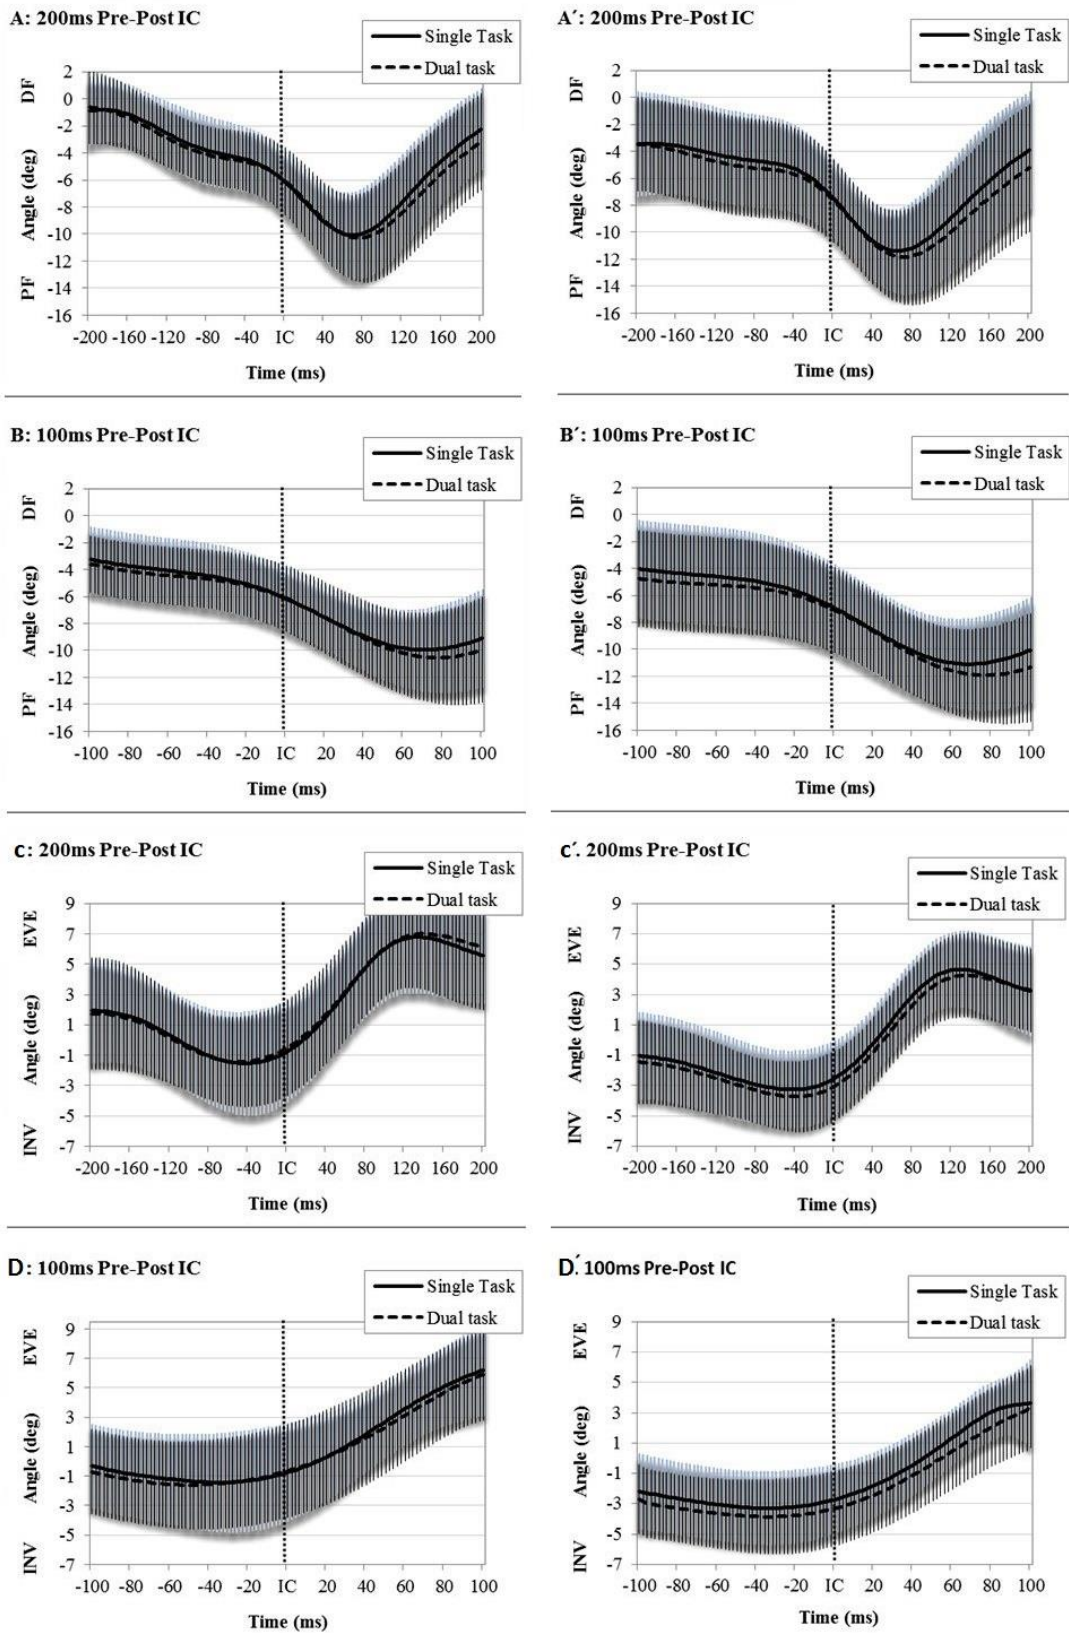 A: 200ms Pre-Post IC
Single Task
Dual task
DF
Angle (deg)
PF
2
0
-2
-4
-6
-8
-10
-12
-14
-16
-200 -160 -120 -80 -40 IC 40 80 120 160 200
Time (ms)
A´: 200ms Pre-Post IC
Single Task
Dual task
DF
Angle (deg)
PF
2
0
-2
-4
-6
-8
-10
-12
-14
-16
-200 -160 -120 -80 -40 IC 40 80 120 160 200
Time (ms)
B: 100ms Pre-Post IC
Single Task
Dual task
DF
Angle (deg)
PF
2
0
-2
-4
-6
-8
-10
-12
-14
-16
-100 -80 -60 -40 -20 IC 20 40 60 80 100
Time (ms)
B´: 100ms Pre-Post IC
Single Task
Dual task
DF
Angle (deg)
PF
2
0
-2
-4
-6
-8
-10
-12
-14
-16
-100 -80 -60 -40 -20 IC 20 40 60 80 100
Time (ms)
c: 200ms Pre-Post IC
Single Task
Dual task
EVE
Angle (deg)
INV
9
7
5
3
1
-1
-3
-5
-7
-200 -160 -120 -80 -40 IC 40 80 120 160 200
Time (ms)
c´. 200ms Pre-Post IC
Single Task
Dual task
EVE
Angle (deg)
INV
9
7
5
3
1
-1
-3
-5
-7
-200 -160 -120 -80 -40 IC 40 80 120 160 200
Time (ms)
D: 100ms Pre-Post IC
Single Task
Dual task
EVE
Angle (deg)
INV
9
7
5
3
1
-1
-3
-5
-7
-100 -80 -60 -40 -20 IC 20 40 60 80 100
Time (ms)
D´. 100ms Pre-Post IC
Single Task
Dual task
EVE
Angle (deg)
INV
9
7
5
3
1
-1
-3
-5
-7
-100 -80 -60 -40 -20 IC 20 40 60 80 100
Time (ms)